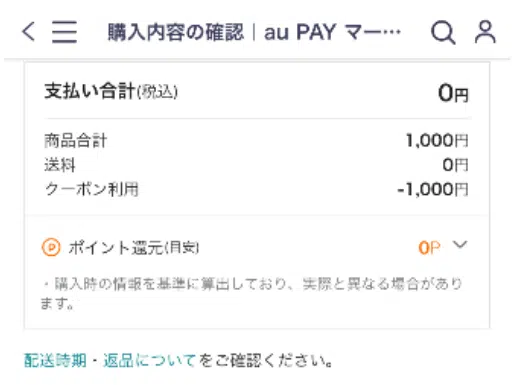 購入内容の確認｜au PAY マー…
支払い合計(税込) 0円
商品合計 1,000円
送料 0円
クーポン利用 -1,000円
P ポイント還元(目安) 0P
・購入時の情報を基準に算出しており、実際と異なる場合があり
ます。
配送時期・返品についてをご確認ください。